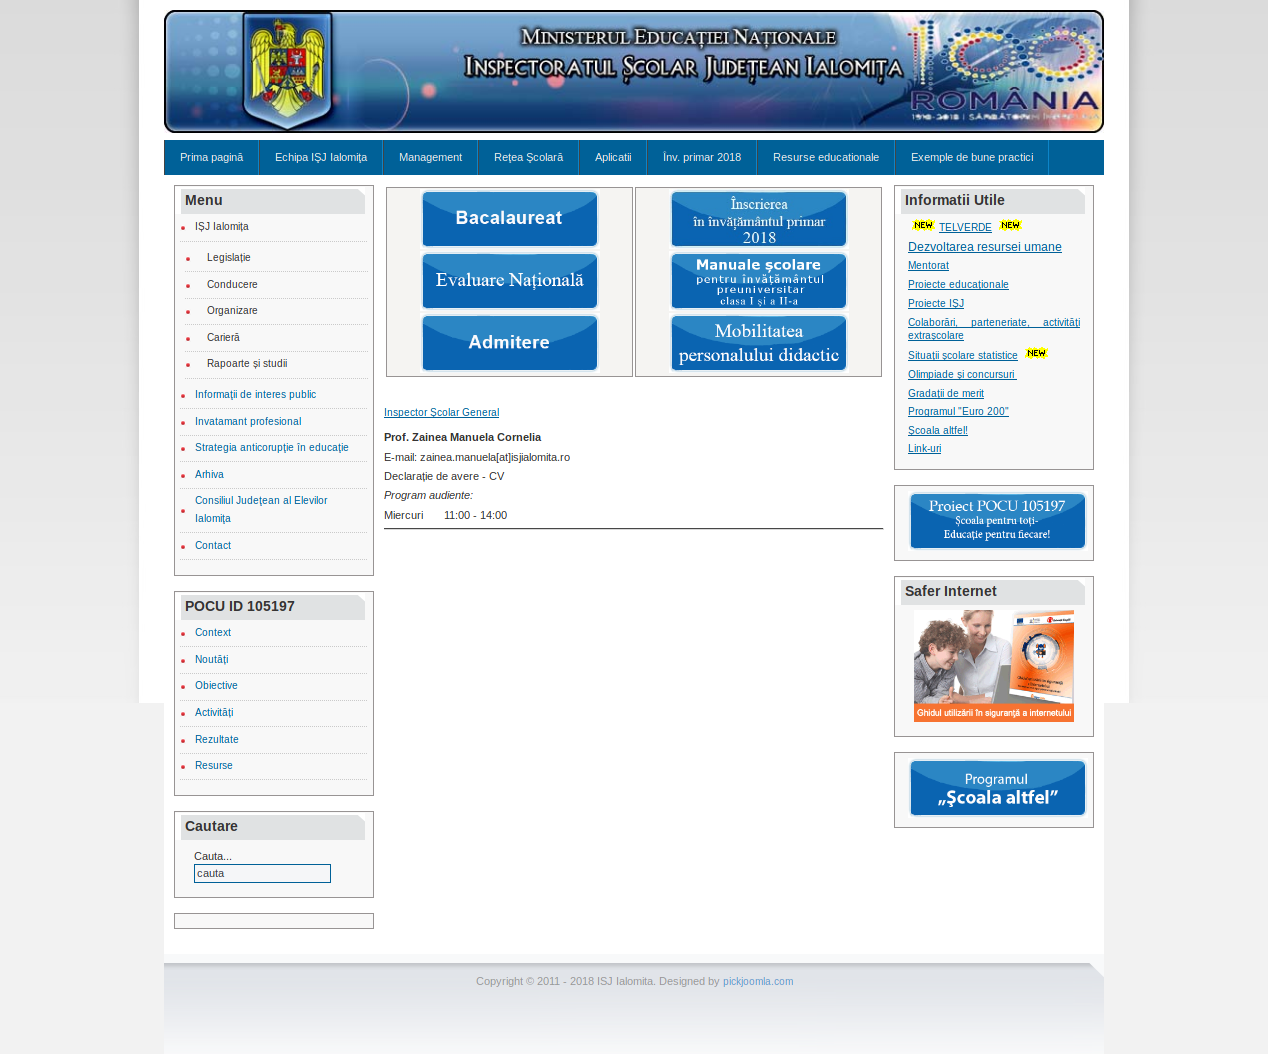 MINISTERUL EDUCAȚIEI NAȚIONALE
INSPECTORATUL ȘCOLAR JUDEȚEAN IALOMIȚA
ROMÂNIA
1918-2018 | SĂRBĂTORIM ÎMPREUNĂ
Prima pagină
Echipa IȘJ Ialomița
Management
Rețea Școlară
Aplicatii
Înv. primar 2018
Resurse educationale
Exemple de bune practici
Menu
IȘJ Ialomița
Legislație
Conducere
Organizare
Carieră
Rapoarte și studii
Informații de interes public
Invatamant profesional
Strategia anticorupție în educație
Arhiva
Consiliul Județean al Elevilor
Ialomița
Contact
POCU ID 105197
Context
Noutăți
Obiective
Activități
Rezultate
Resurse
Cautare
Cauta...
cauta
Bacalaureat
Evaluare Națională
Admitere
Înscrierea
în învățământul primar
2018
Manuale școlare
pentru învățământul
preuniversitar
clasa I și a II-a
Mobilitatea
personalului didactic
Inspector Școlar General
Prof. Zainea Manuela Cornelia
E-mail: zainea.manuela[at]isjialomita.ro
Declarație de avere - CV
Program audiente:
Miercuri 11:00 - 14:00
Informatii Utile
NEW TELVERDE NEW
Dezvoltarea resursei umane
Mentorat
Proiecte educaționale
Proiecte IȘJ
Colaborări, parteneriate, activități
extrașcolare
Situații școlare statistice NEW
Olimpiade și concursuri
Gradații de merit
Programul "Euro 200"
Școala altfel!
Link-uri
Proiect POCU 105197
Școala pentru toți-
Educație pentru fiecare!
Safer Internet
Ghidul utilizării în siguranță a internetului
Programul
„Școala altfel”
Copyright © 2011 - 2018 ISJ Ialomita. Designed by pickjoomla.com